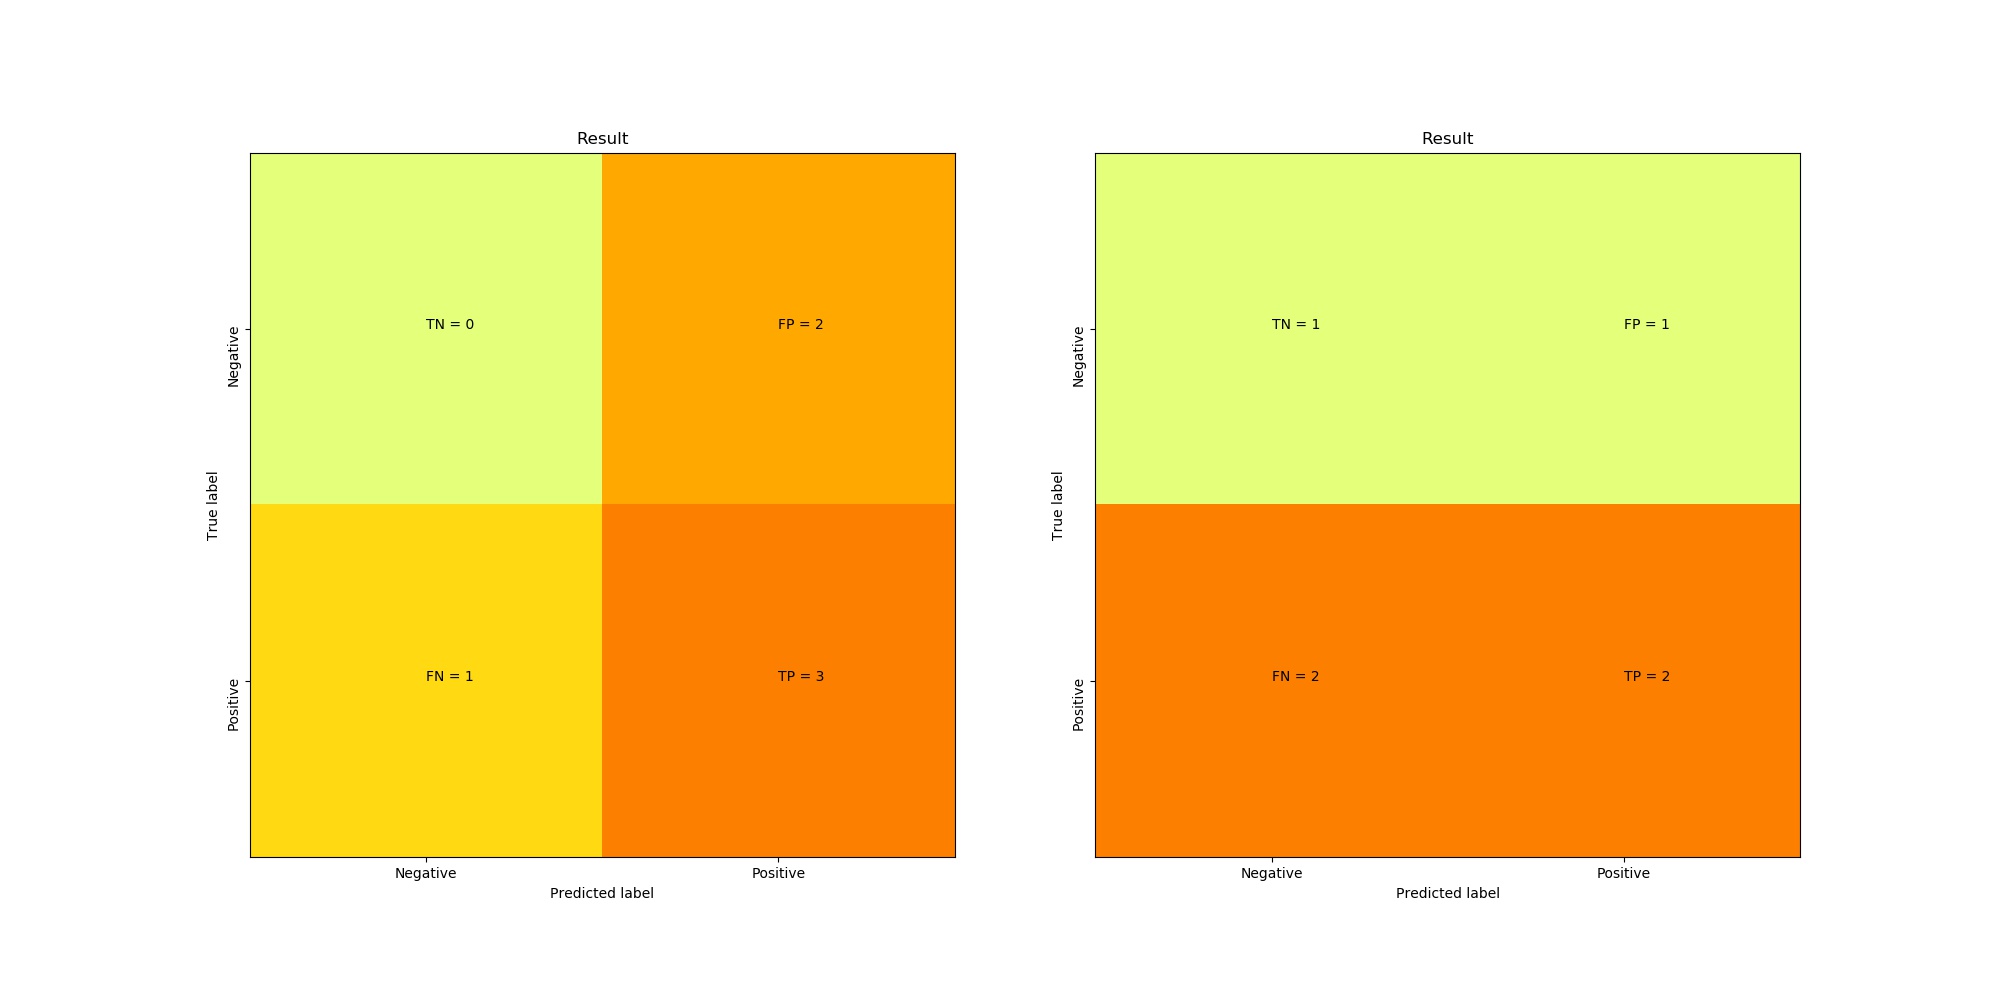 Result
Negative
TN = 0
FP = 2
True label
Positive
FN = 1
TP = 3
Negative
Positive
Predicted label
Result
Negative
TN = 1
FP = 1
True label
Positive
FN = 2
TP = 2
Negative
Positive
Predicted label